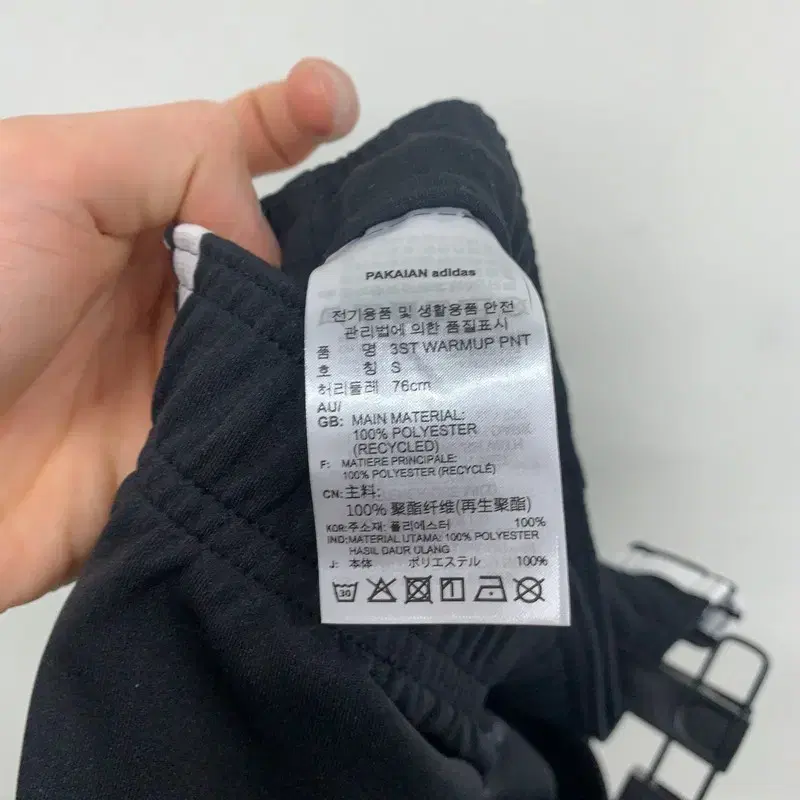 PAKAIAN adidas
전기용품 및 생활용품 안전
관리법에 의한 품질표시
품 명 3ST WARMUP PNT
호 칭 S
허리둘레 76cm
AU/
GB: MAIN MATERIAL:
100% POLYESTER
(RECYCLED)
F: MATIERE PRINCIPALE:
100% POLYESTER (RECYCLÉ)
CN: 主料:
100% 聚酯纤维(再生聚酯)
KOR: 주소재: 폴리에스터 100%
IND: MATERIAL UTAMA: 100% POLYESTER
HASIL DAUR ULANG
J: 本体 ポリエステル 100%
30